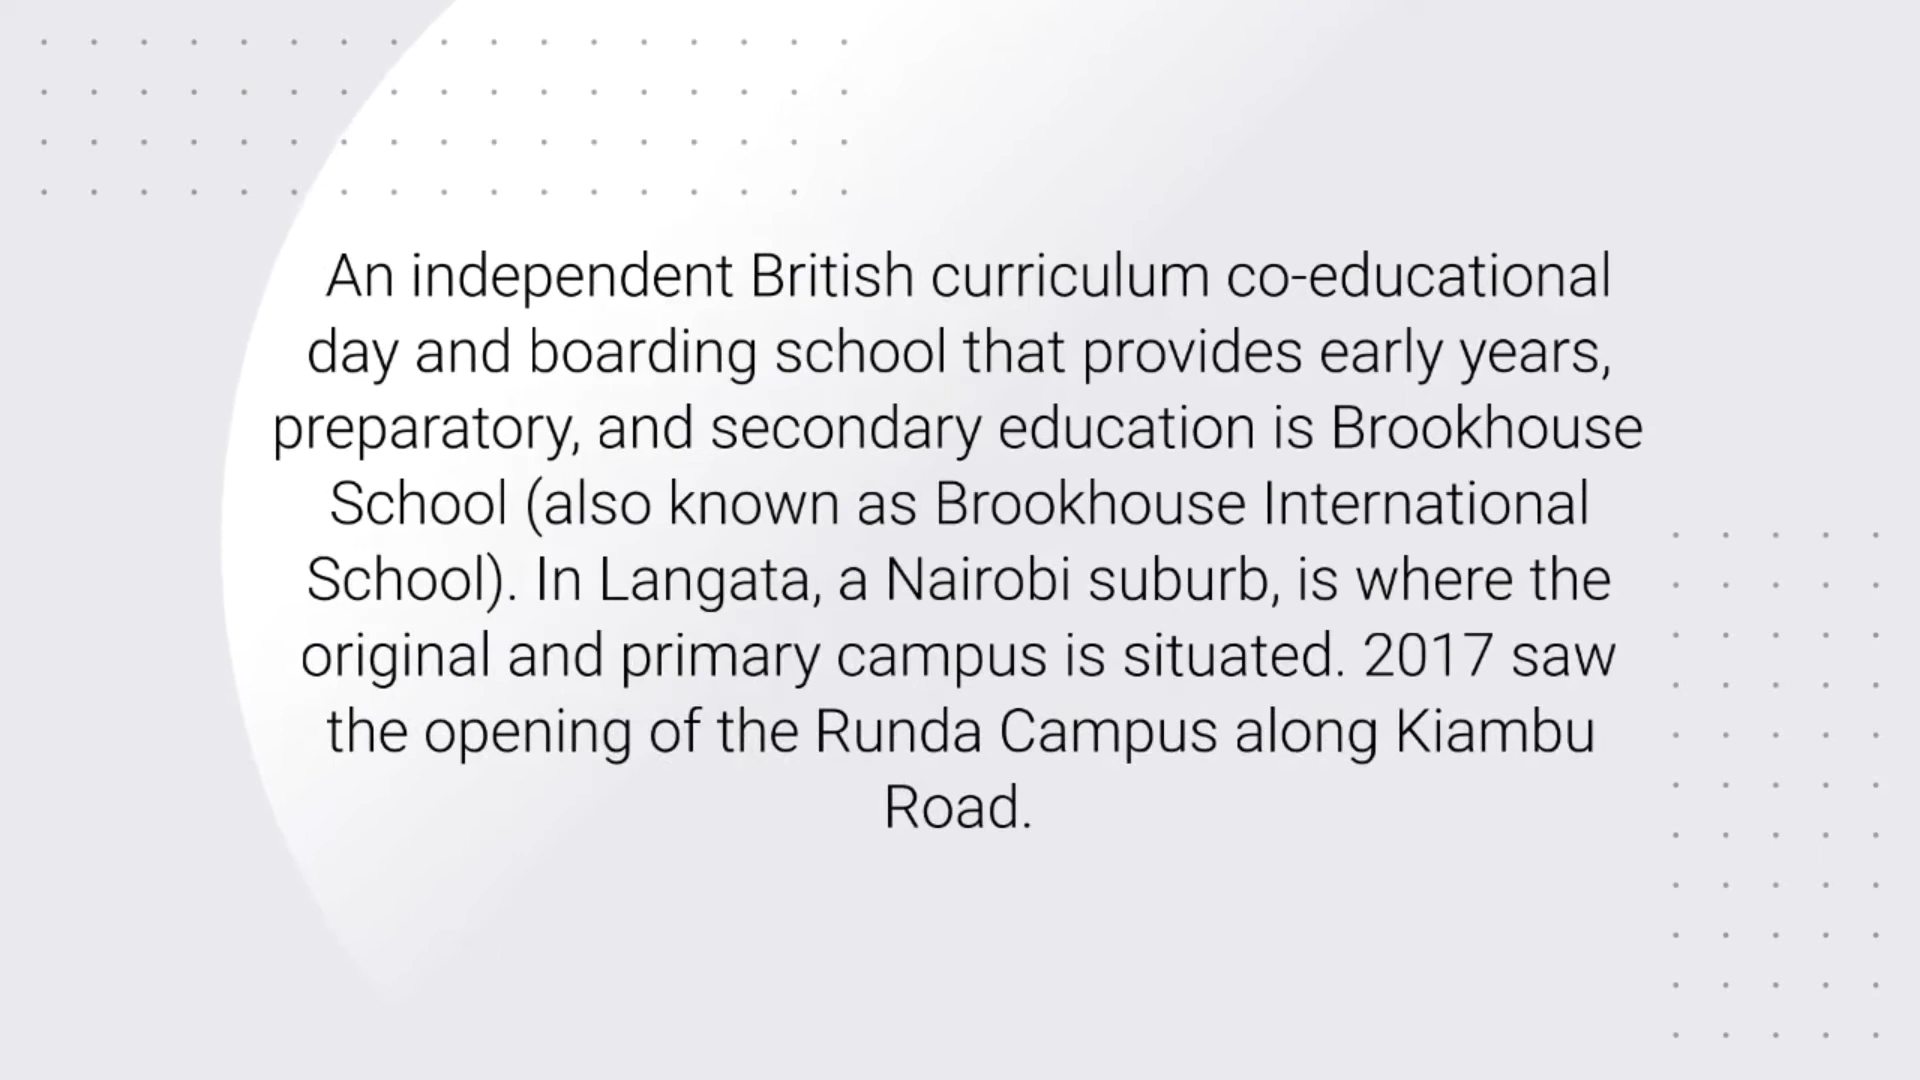 An independent British curriculum co-educational
day and boarding school that provides early years,
preparatory, and secondary education is Brookhouse
School (also known as Brookhouse International
School). In Langata, a Nairobi suburb, is where the
original and primary campus is situated. 2017 saw
the opening of the Runda Campus along Kiambu
Road.